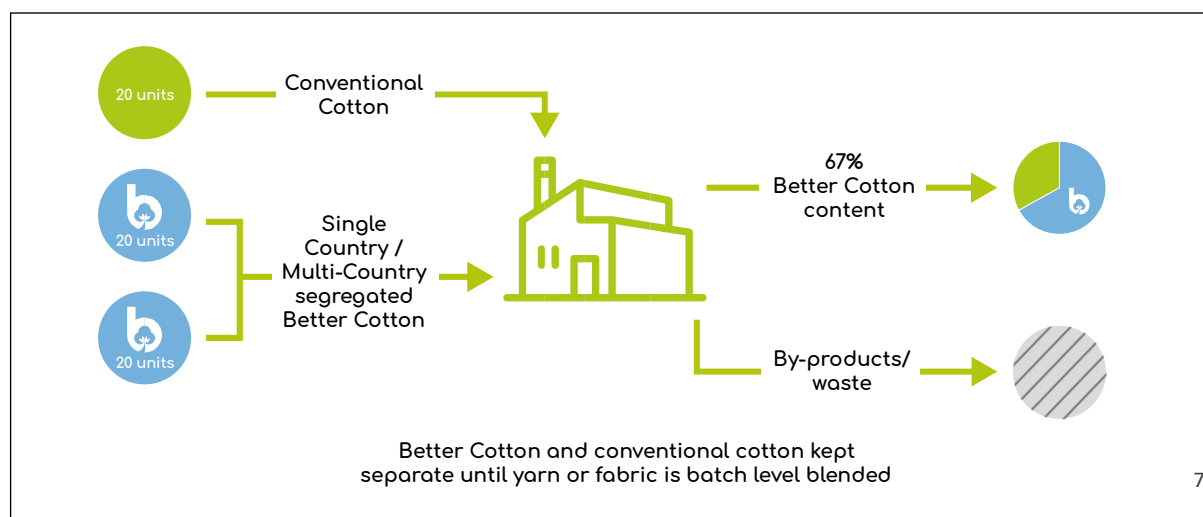 20 units
Conventional
Cotton
20 units
20 units
Single
Country /
Multi-Country
segregated
Better Cotton
67%
Better Cotton
content
By-products/
waste
Better Cotton and conventional cotton kept
separate until yarn or fabric is batch level blended
7